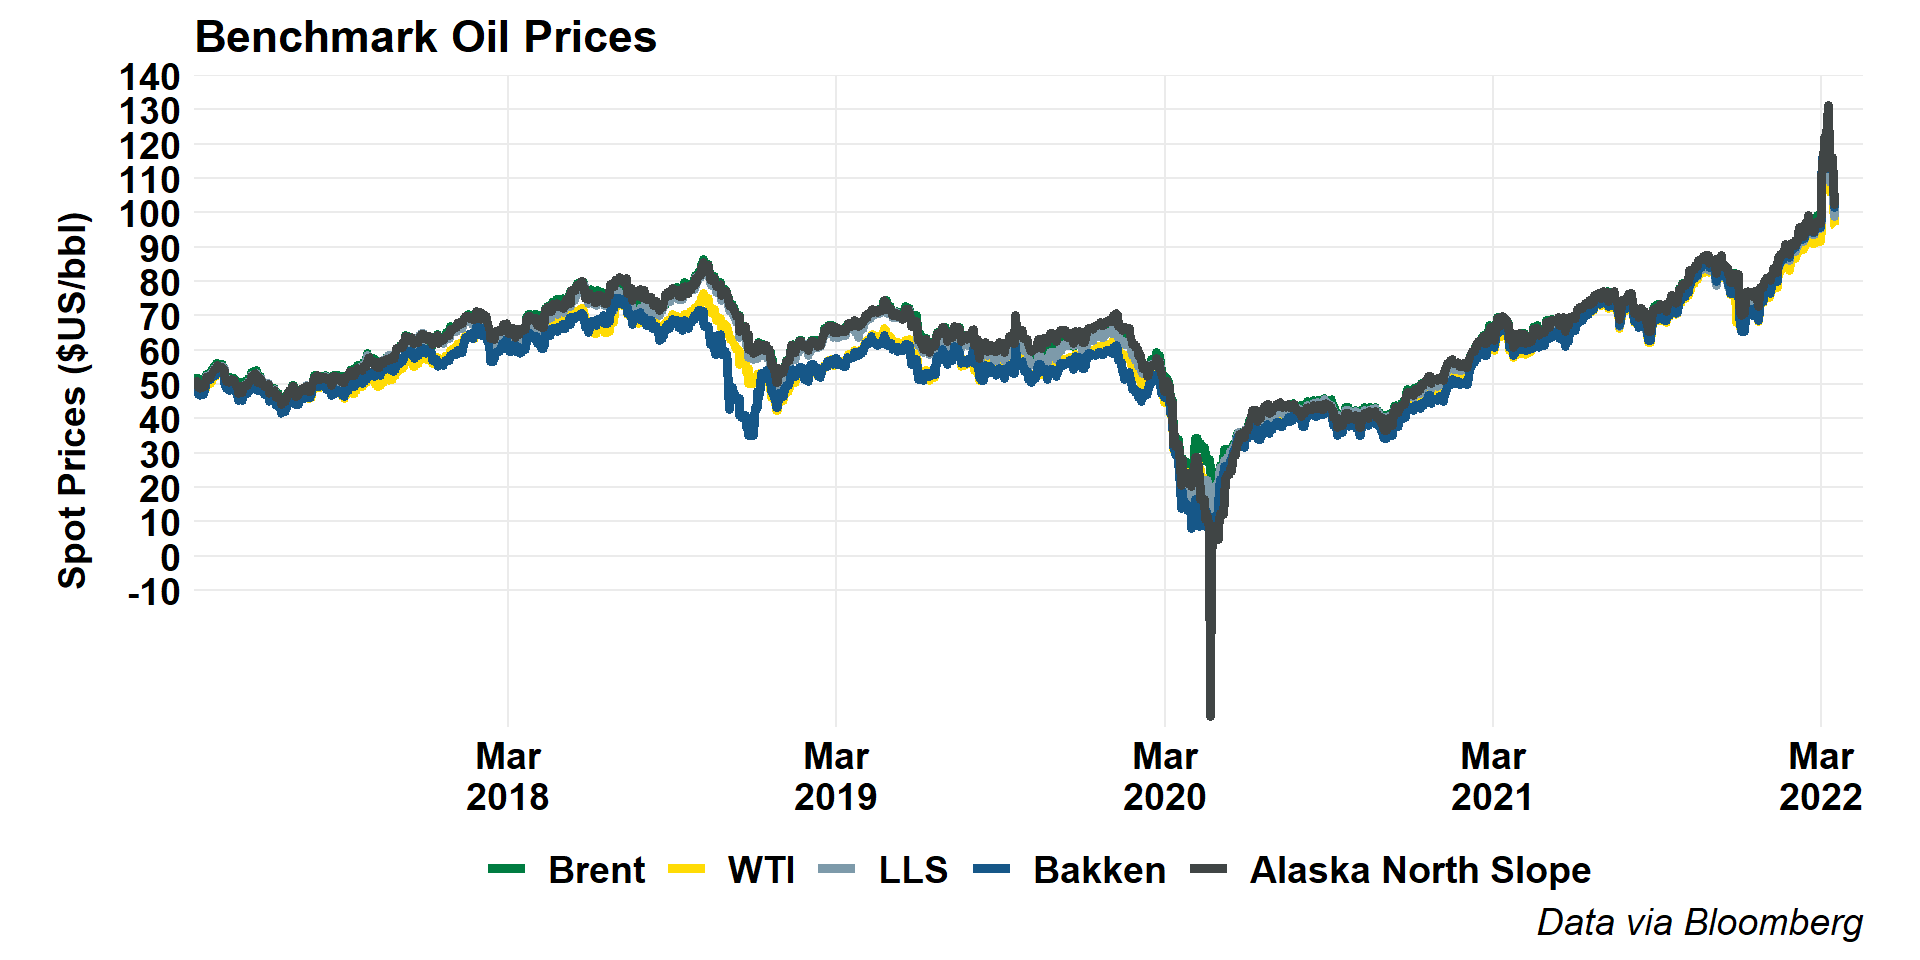 Benchmark Oil Prices
Spot Prices ($US/bbl)
140
130
120
110
100
90
80
70
60
50
40
30
20
10
0
-10
Mar 2018
Mar 2019
Mar 2020
Mar 2021
Mar 2022
Brent WTI LLS Bakken Alaska North Slope
Data via Bloomberg